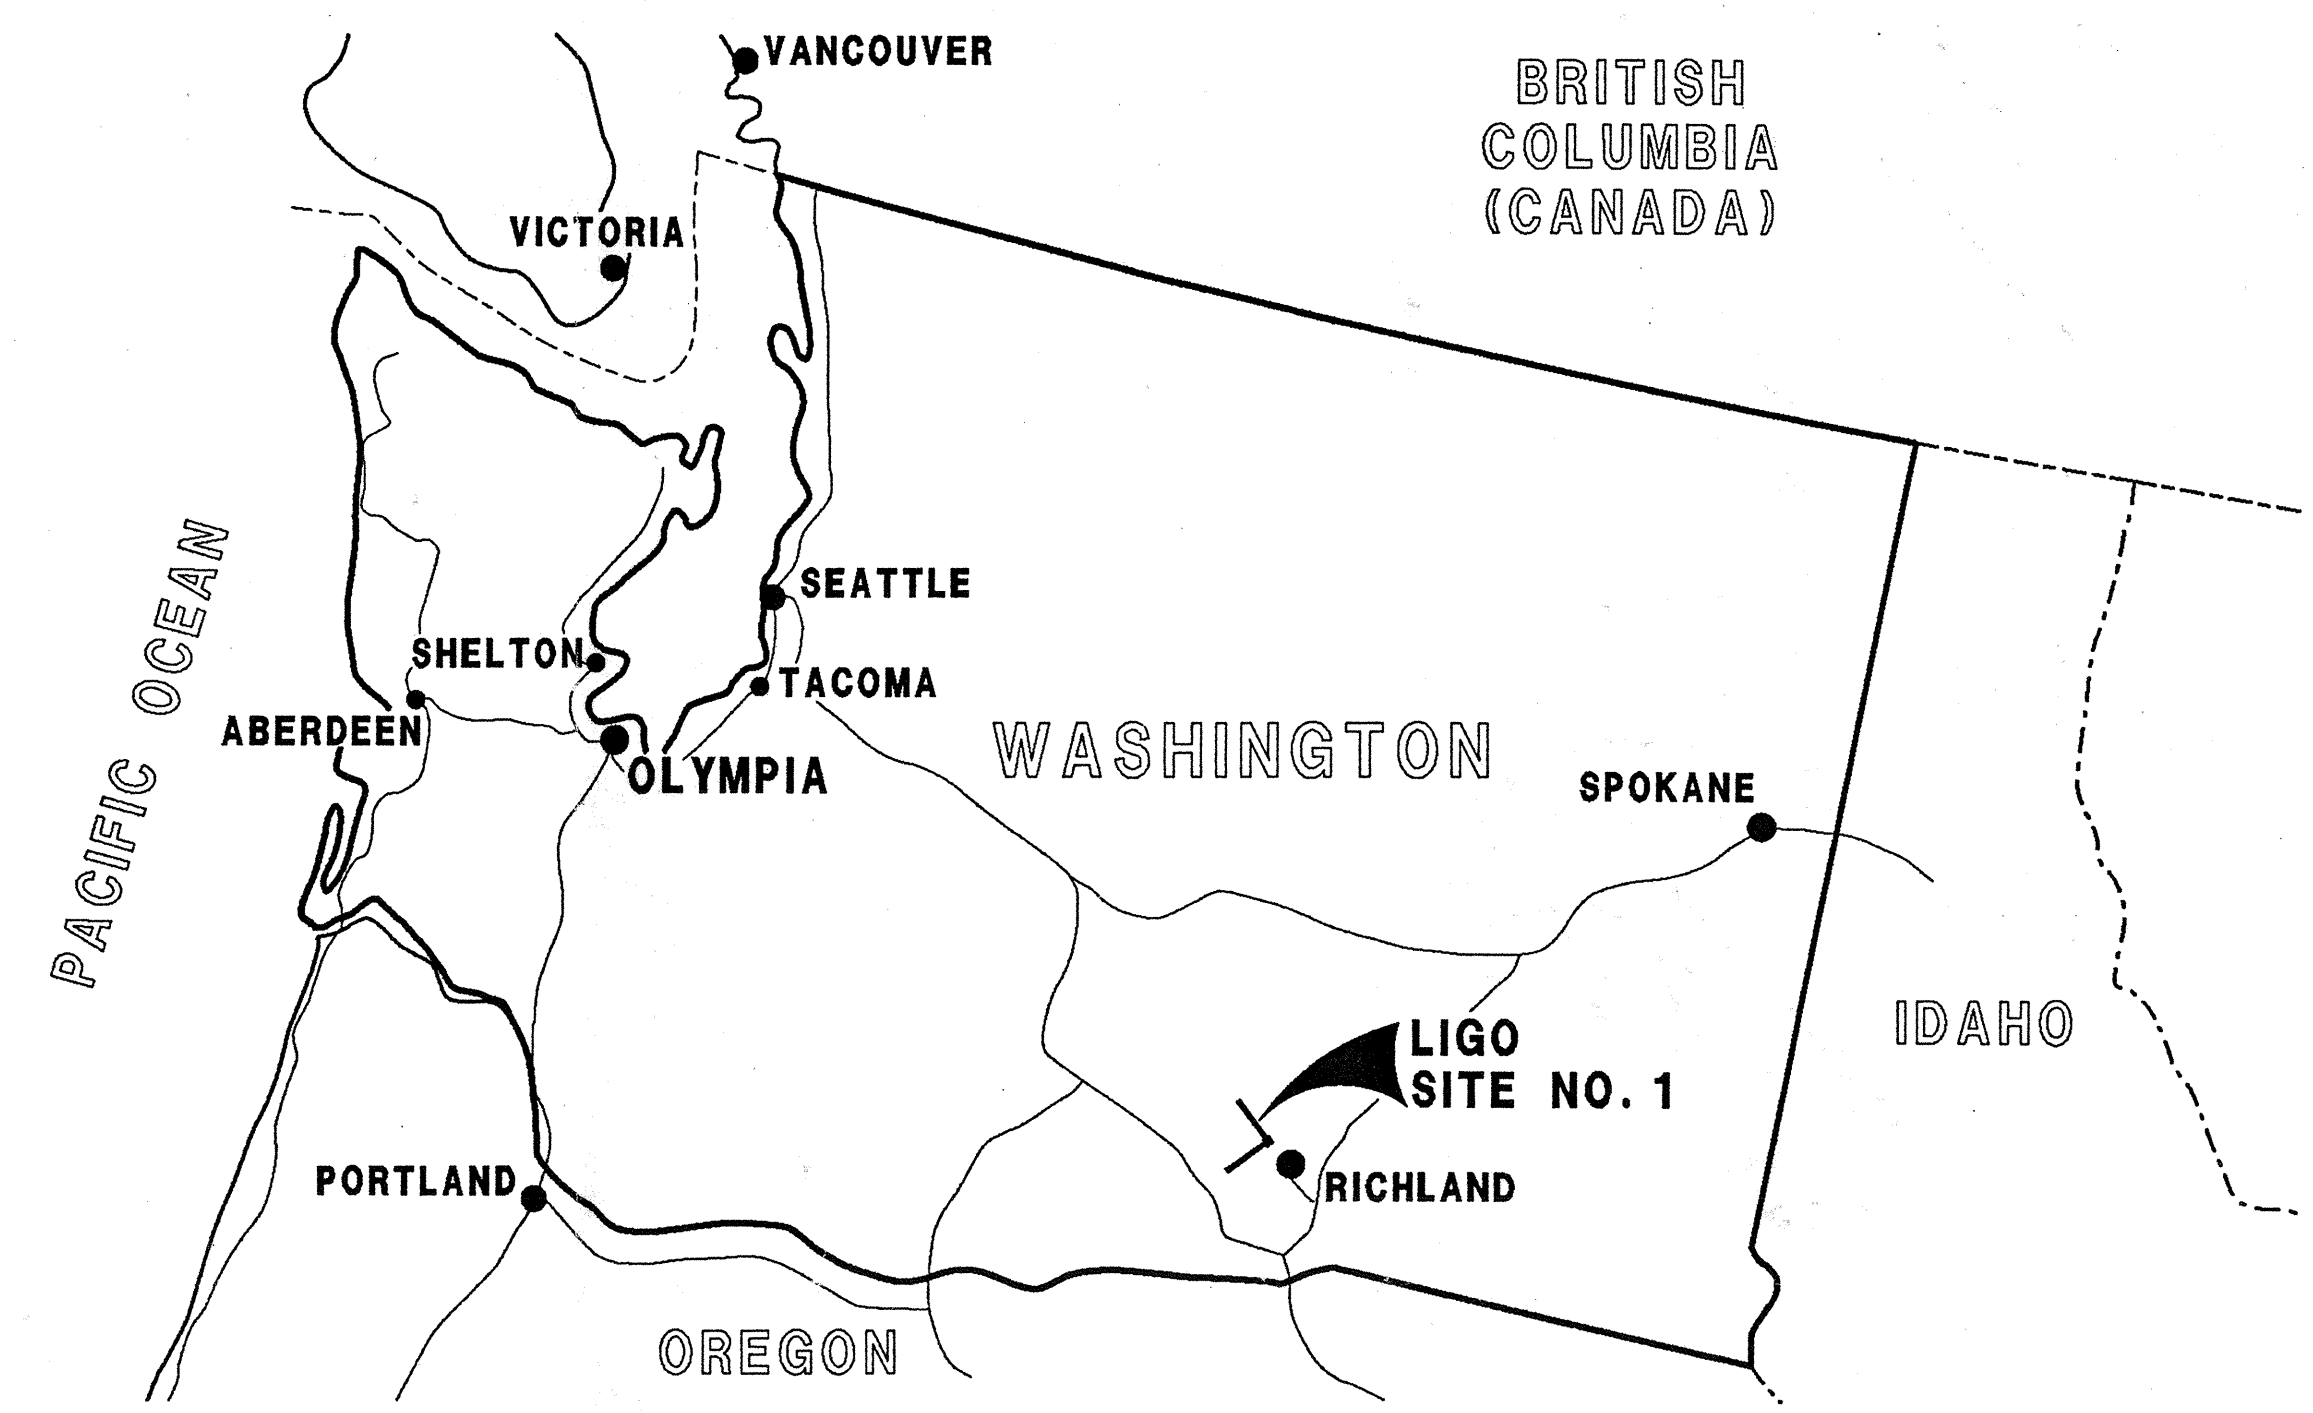 VANCOUVER
BRITISH
COLUMBIA
(CANADA)
VICTORIA
PACIFIC OCEAN
SEATTLE
SHELTON
TACOMA
ABERDEEN
WASHINGTON
OLYMPIA
SPOKANE
LIGO
SITE NO. 1
IDAHO
PORTLAND
RICHLAND
OREGON